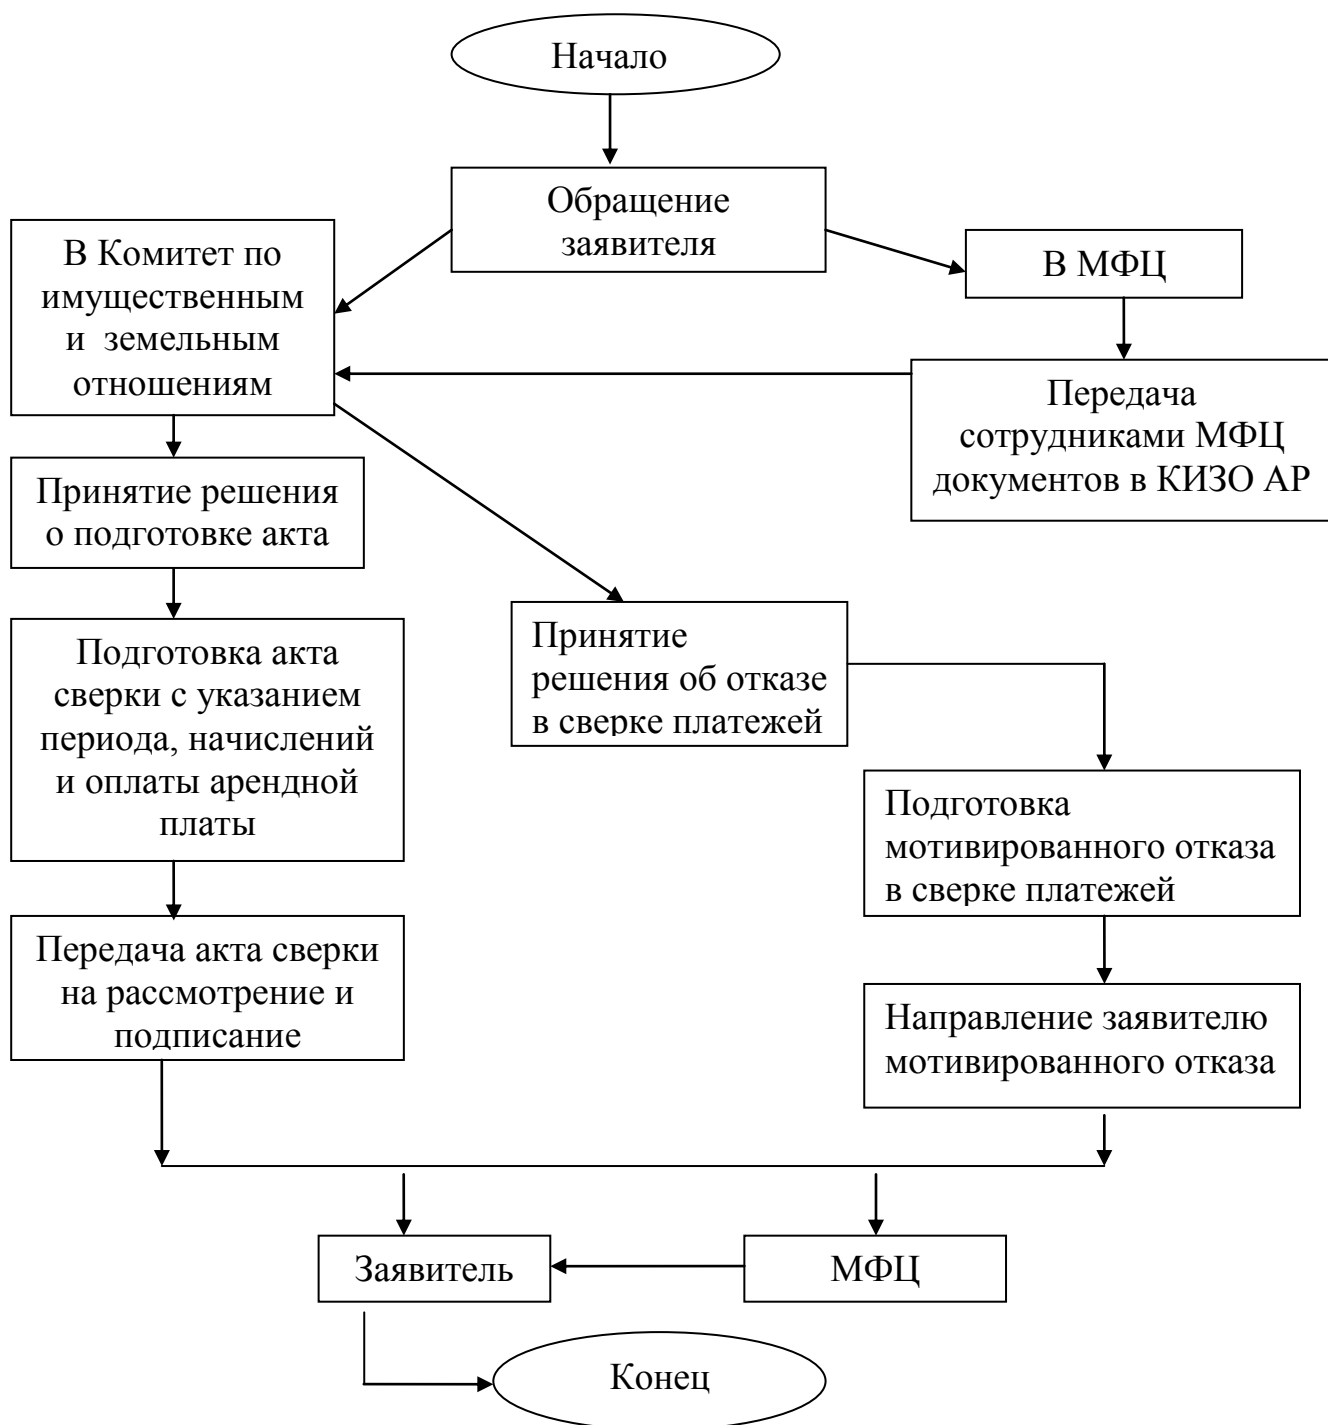 Начало
Обращение
заявителя
В Комитет по
имущественным
и земельным
отношениям
В МФЦ
Передача
сотрудниками МФЦ
документов в КИЗО АР
Принятие решения
о подготовке акта
Принятие
решения об отказе
в сверке платежей
Подготовка акта
сверки с указанием
периода, начислений
и оплаты арендной
платы
Подготовка
мотивированного отказа
в сверке платежей
Передача акта сверки
на рассмотрение и
подписание
Направление заявителю
мотивированного отказа
Заявитель
МФЦ
Конец